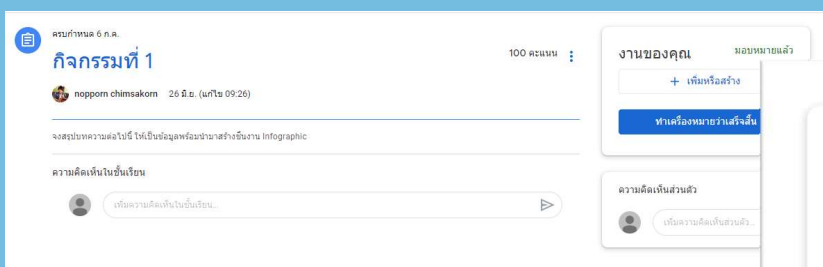 ครบกำหนด 6 ก.ค.
กิจกรรมที่ 1
100 คะแนน
nopporn chimsakorn 26 มิ.ย. (แก้ไข 09:26)
จงสรุปบทความต่อไปนี้ ให้เป็นข้อมูลพร้อมนำมาสร้างชิ้นงาน Infographic
ความคิดเห็นในชั้นเรียน
เพิ่มความคิดเห็นในชั้นเรียน...
งานของคุณ
มอบหมายแล้ว
+ เพิ่มหรือสร้าง
ทำเครื่องหมายว่าเสร็จสิ้น
ความคิดเห็นส่วนตัว
เพิ่มความคิดเห็นส่วนตัว...